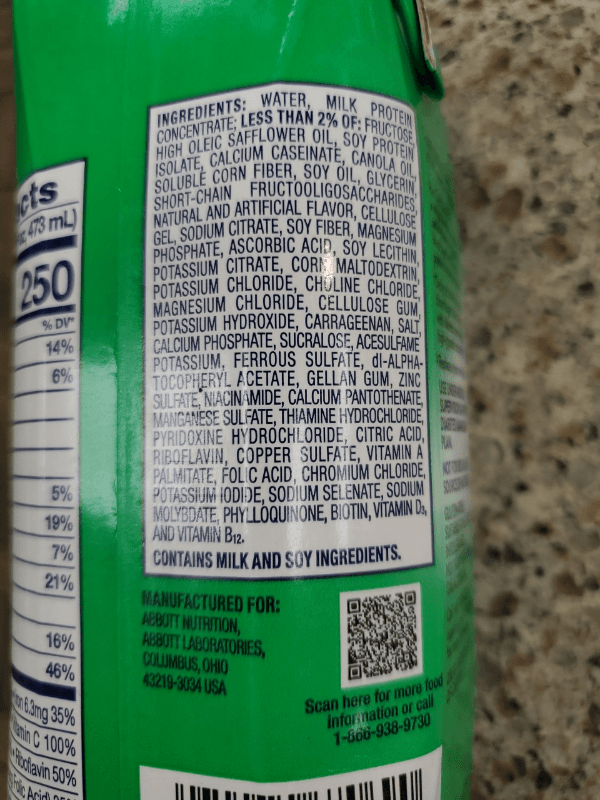 cts
473 mL)
250
% DV*
14%
6%
5%
19%
7%
21%
16%
46%
6.3mg 35%
C 100%
Riboflavin 50%
Folic Acid)
INGREDIENTS: WATER, MILK PROTEIN
CONCENTRATE; LESS THAN 2% OF: FRUCTOSE,
HIGH OLEIC SAFFLOWER OIL, SOY PROTEIN
ISOLATE, CALCIUM CASEINATE, CANOLA OIL,
SOLUBLE CORN FIBER, SOY OIL, GLYCERIN,
SHORT-CHAIN FRUCTOOLIGOSACCHARIDES,
NATURAL AND ARTIFICIAL FLAVOR, CELLULOSE
GEL, SODIUM CITRATE, SOY FIBER, MAGNESIUM
PHOSPHATE, ASCORBIC ACID, SOY LECITHIN,
POTASSIUM CITRATE, CORN MALTODEXTRIN,
POTASSIUM CHLORIDE, CHOLINE CHLORIDE,
MAGNESIUM CHLORIDE, CELLULOSE GUM,
POTASSIUM HYDROXIDE, CARRAGEENAN, SALT,
CALCIUM PHOSPHATE, SUCRALOSE, ACESULFAME
POTASSIUM, FERROUS SULFATE, dl-ALPHA-
TOCOPHERYL ACETATE, GELLAN GUM, ZINC
SULFATE, NIACINAMIDE, CALCIUM PANTOTHENATE,
MANGANESE SULFATE, THIAMINE HYDROCHLORIDE,
PYRIDOXINE HYDROCHLORIDE, CITRIC ACID,
RIBOFLAVIN, COPPER SULFATE, VITAMIN A
PALMITATE, FOLIC ACID, CHROMIUM CHLORIDE,
POTASSIUM IODIDE, SODIUM SELENATE, SODIUM
MOLYBDATE, PHYLLOQUINONE, BIOTIN, VITAMIN D₃,
AND VITAMIN B₁₂.
CONTAINS MILK AND SOY INGREDIENTS.
MANUFACTURED FOR:
ABBOTT NUTRITION,
ABBOTT LABORATORIES,
COLUMBUS, OHIO
43219-3034 USA
Scan here for more food
information or call
1-866-938-9730